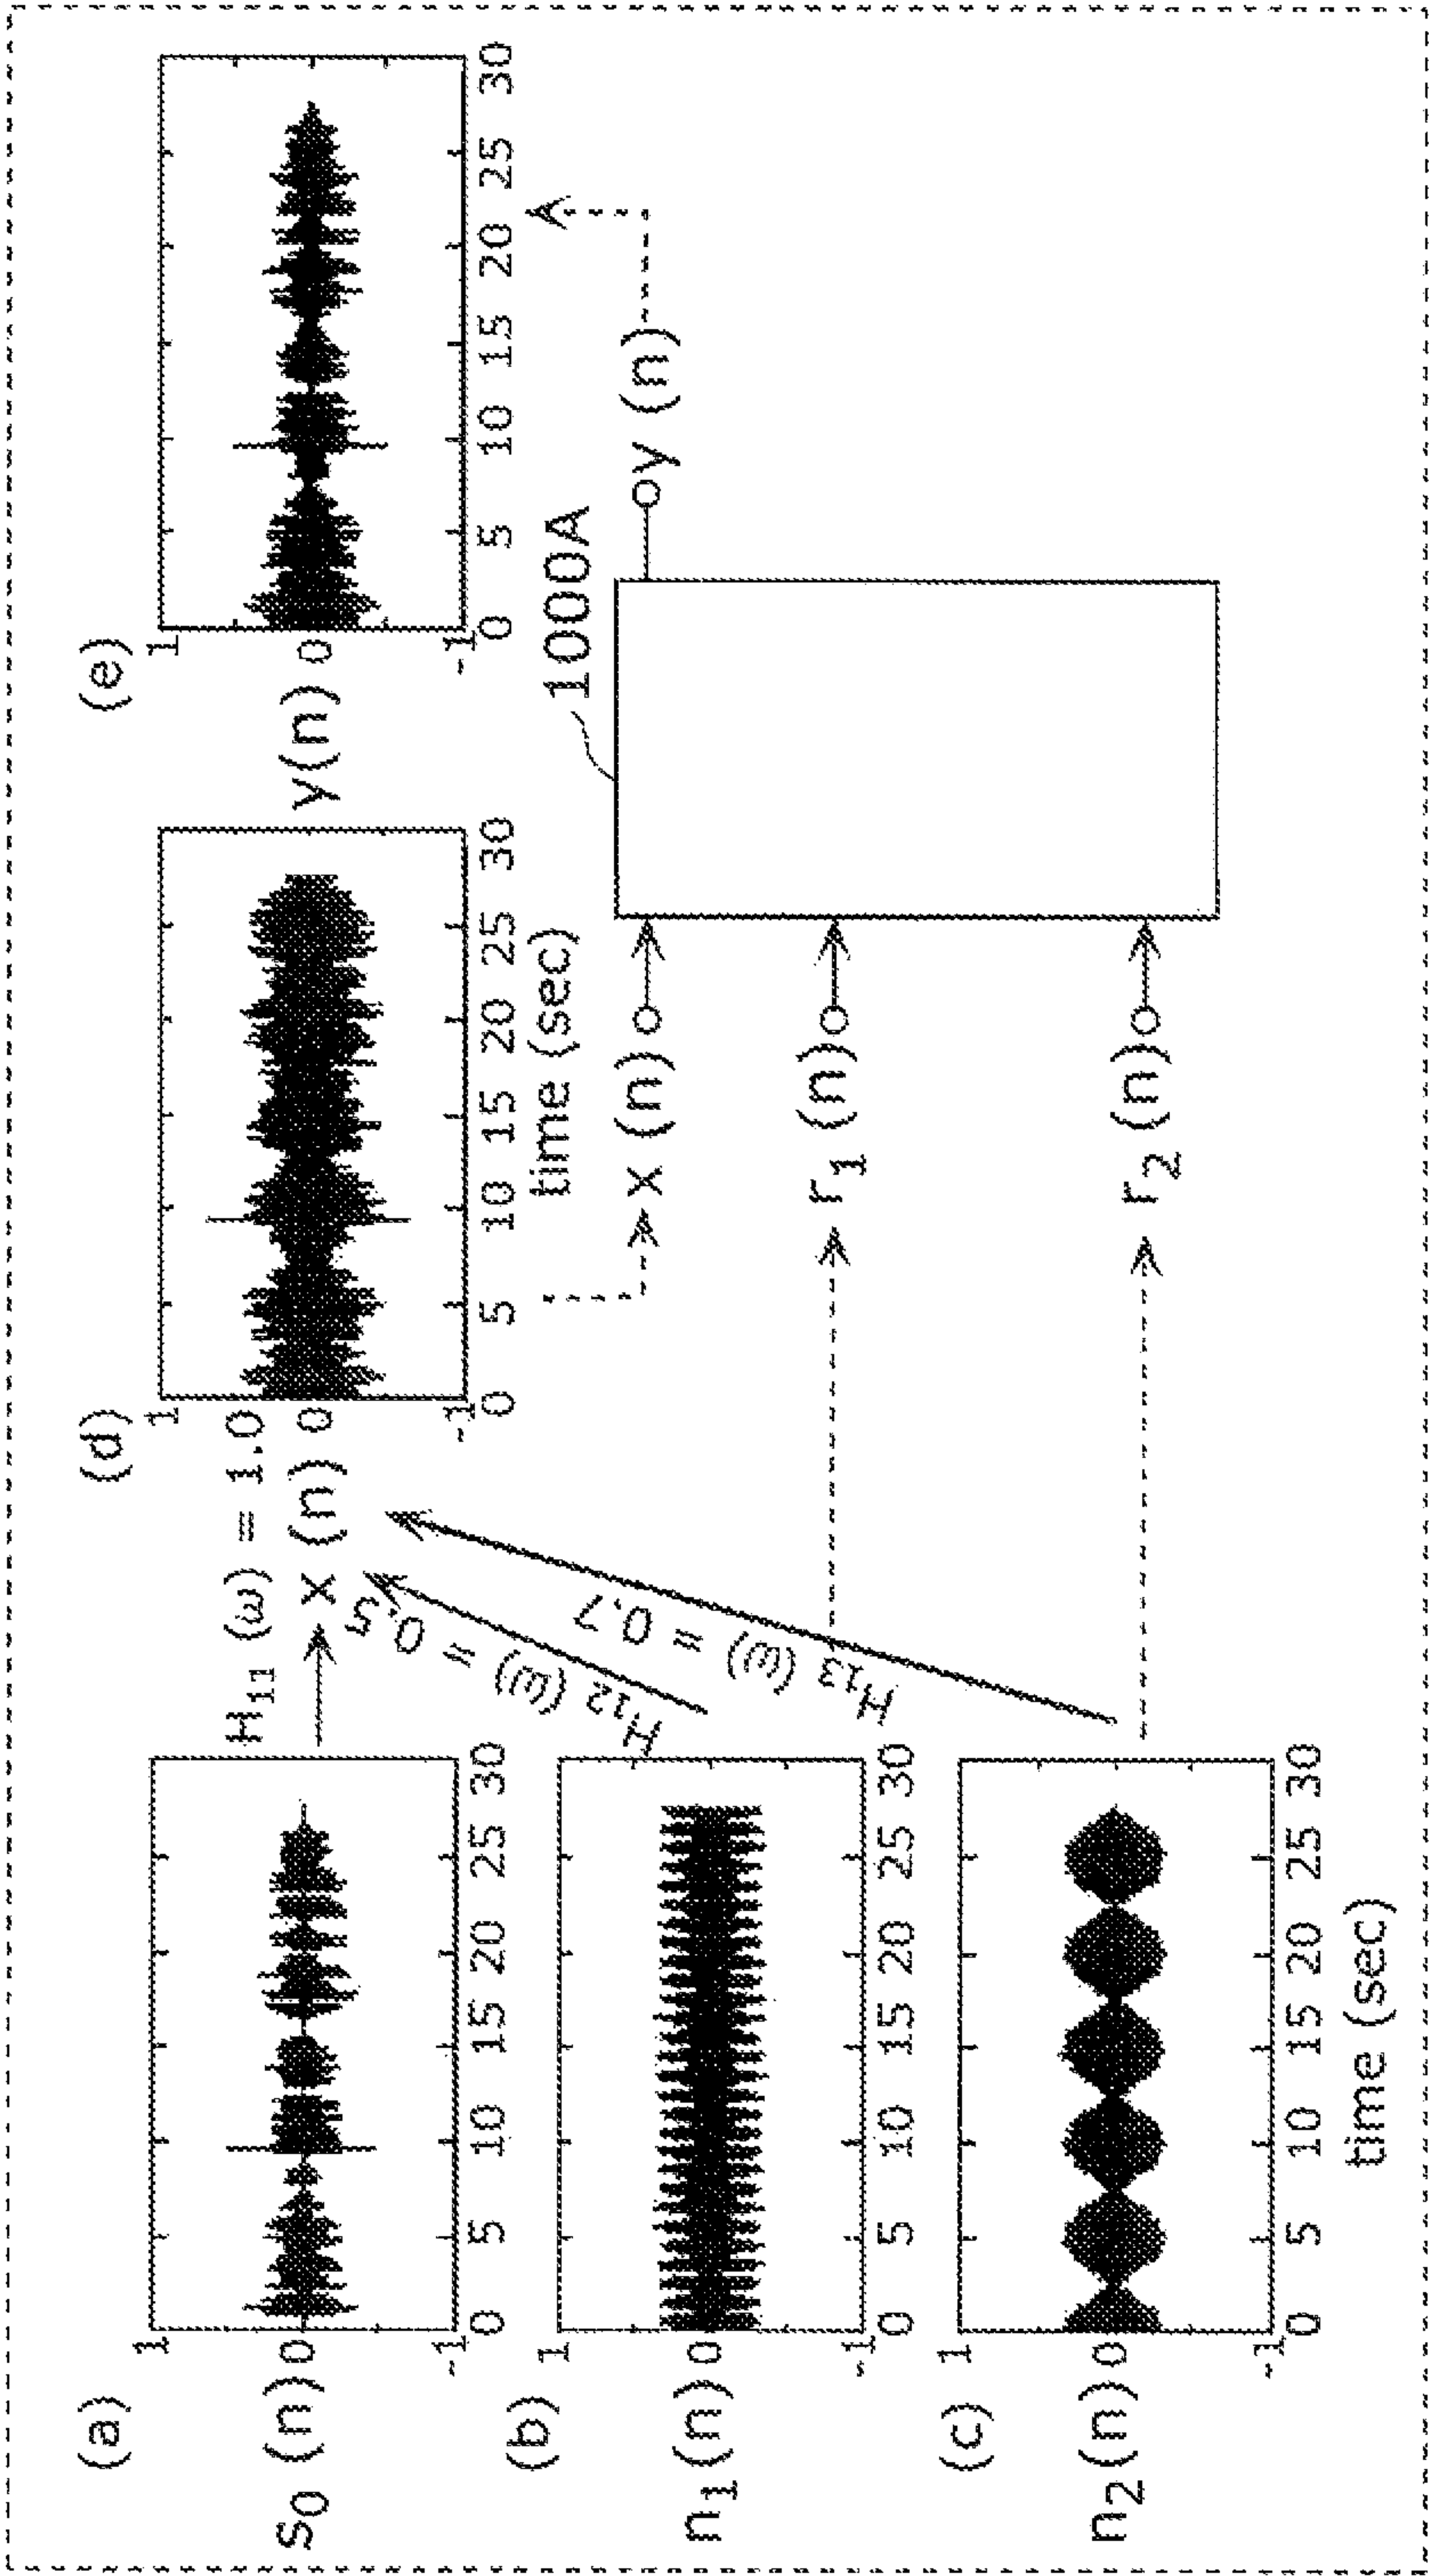 (a)
s0 (n)
1
0
-1
0 5 10 15 20 25 30
H11 (ω) = 1.0
x (n)
(b)
n1 (n)
1
0
-1
0 5 10 15 20 25 30
H12 (ω) = 0.5
(c)
n2 (n)
1
0
-1
0 5 10 15 20 25 30
time (sec)
H13 (ω) = 0.7
(d)
1
0
-1
0 5 10 15 20 25 30
time (sec)
x (n)
r1 (n)
r2 (n)
(e)
y(n)
1
0
-1
0 5 10 15 20 25 30
1000A
y (n)